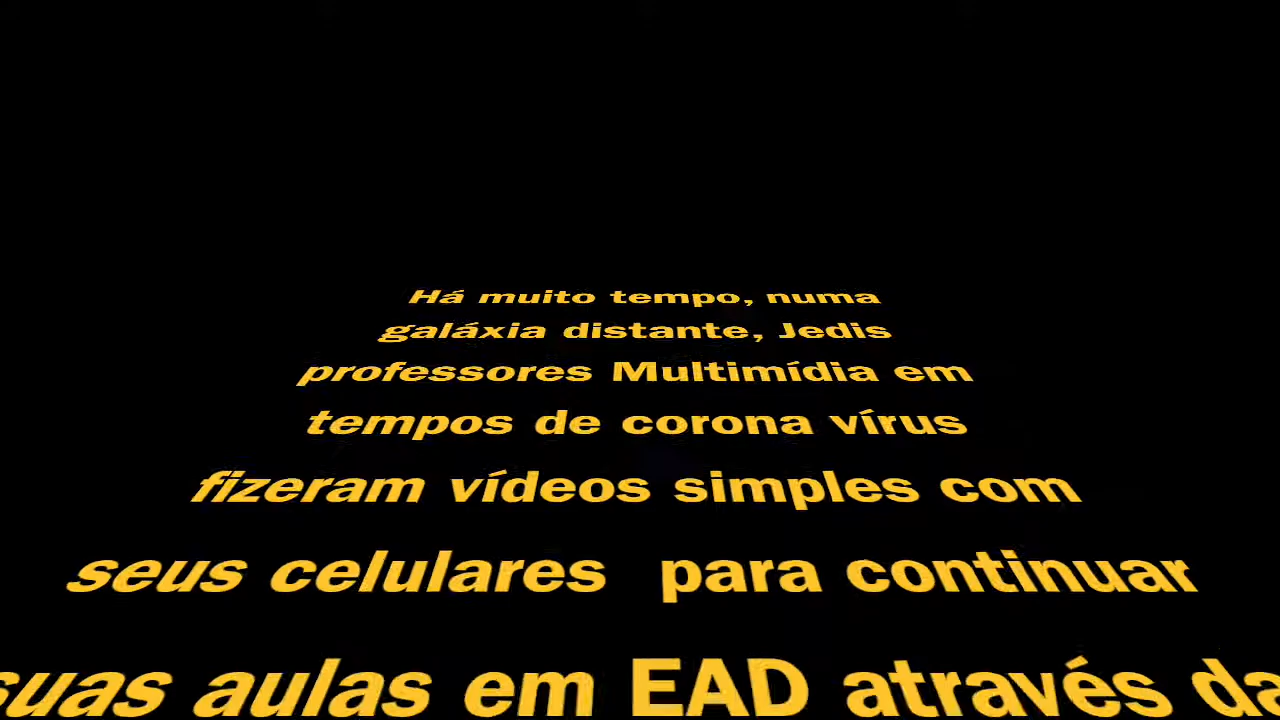 Há muito tempo, numa
galáxia distante, Jedis
professores Multimídia em
tempos de corona vírus
fizeram vídeos simples com
seus celulares para continuar
suas aulas em EAD através da